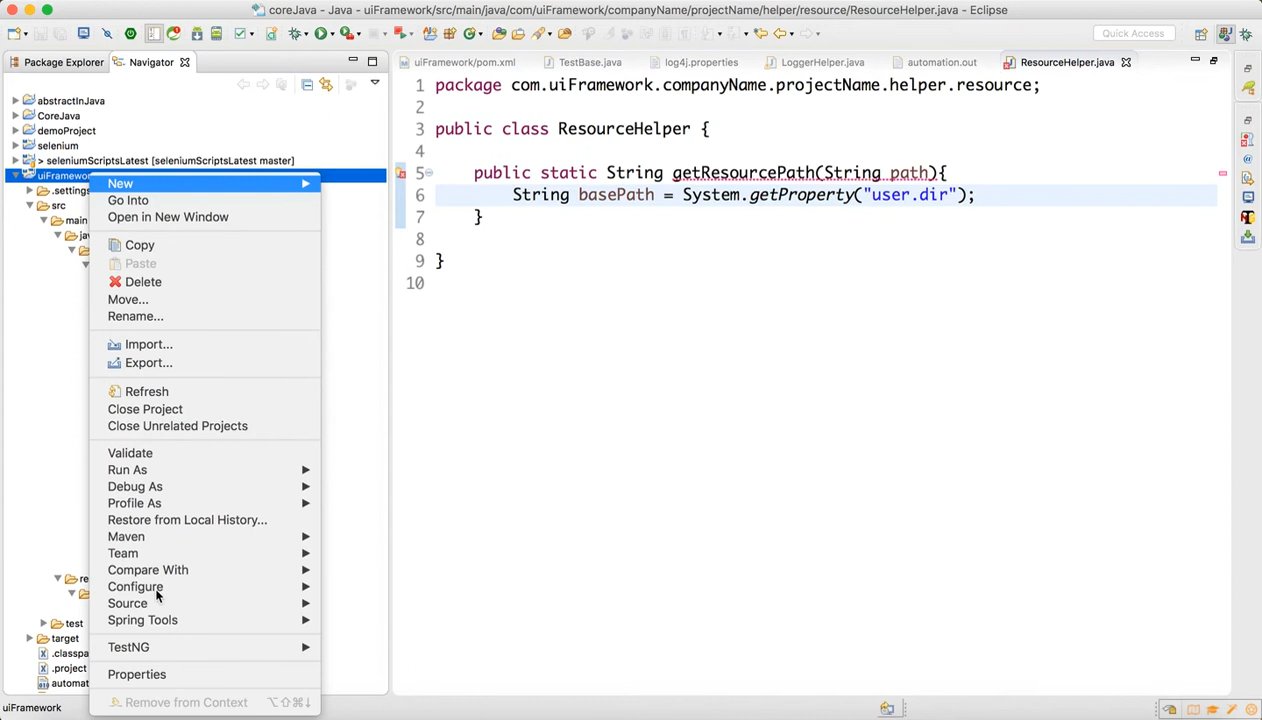 coreJava - Java - uiFramework/src/main/java/com/uiFramework/companyName/projectName/helper/resource/ResourceHelper.java - Eclipse
Quick Access
Package Explorer
Navigator
uiFramework/pom.xml
TestBase.java
log4j.properties
LoggerHelper.java
automation.out
ResourceHelper.java
abstractInJava
CoreJava
demoProject
selenium
> seleniumScriptsLatest [seleniumScriptsLatest master]
uiFramewor
.settings
src
main
jav
re
test
target
.classpa
.project
automat
New
Go Into
Open in New Window
Copy
Paste
Delete
Move...
Rename...
Import...
Export...
Refresh
Close Project
Close Unrelated Projects
Validate
Run As
Debug As
Profile As
Restore from Local History...
Maven
Team
Compare With
Configure
Source
Spring Tools
TestNG
Properties
Remove from Context ⌥⇧⌘↓
1 package com.uiFramework.companyName.projectName.helper.resource;
2
3 public class ResourceHelper {
4
5 public static String getResourcePath(String path){
6 String basePath = System.getProperty("user.dir");
7 }
8
9 }
10
uiFramework